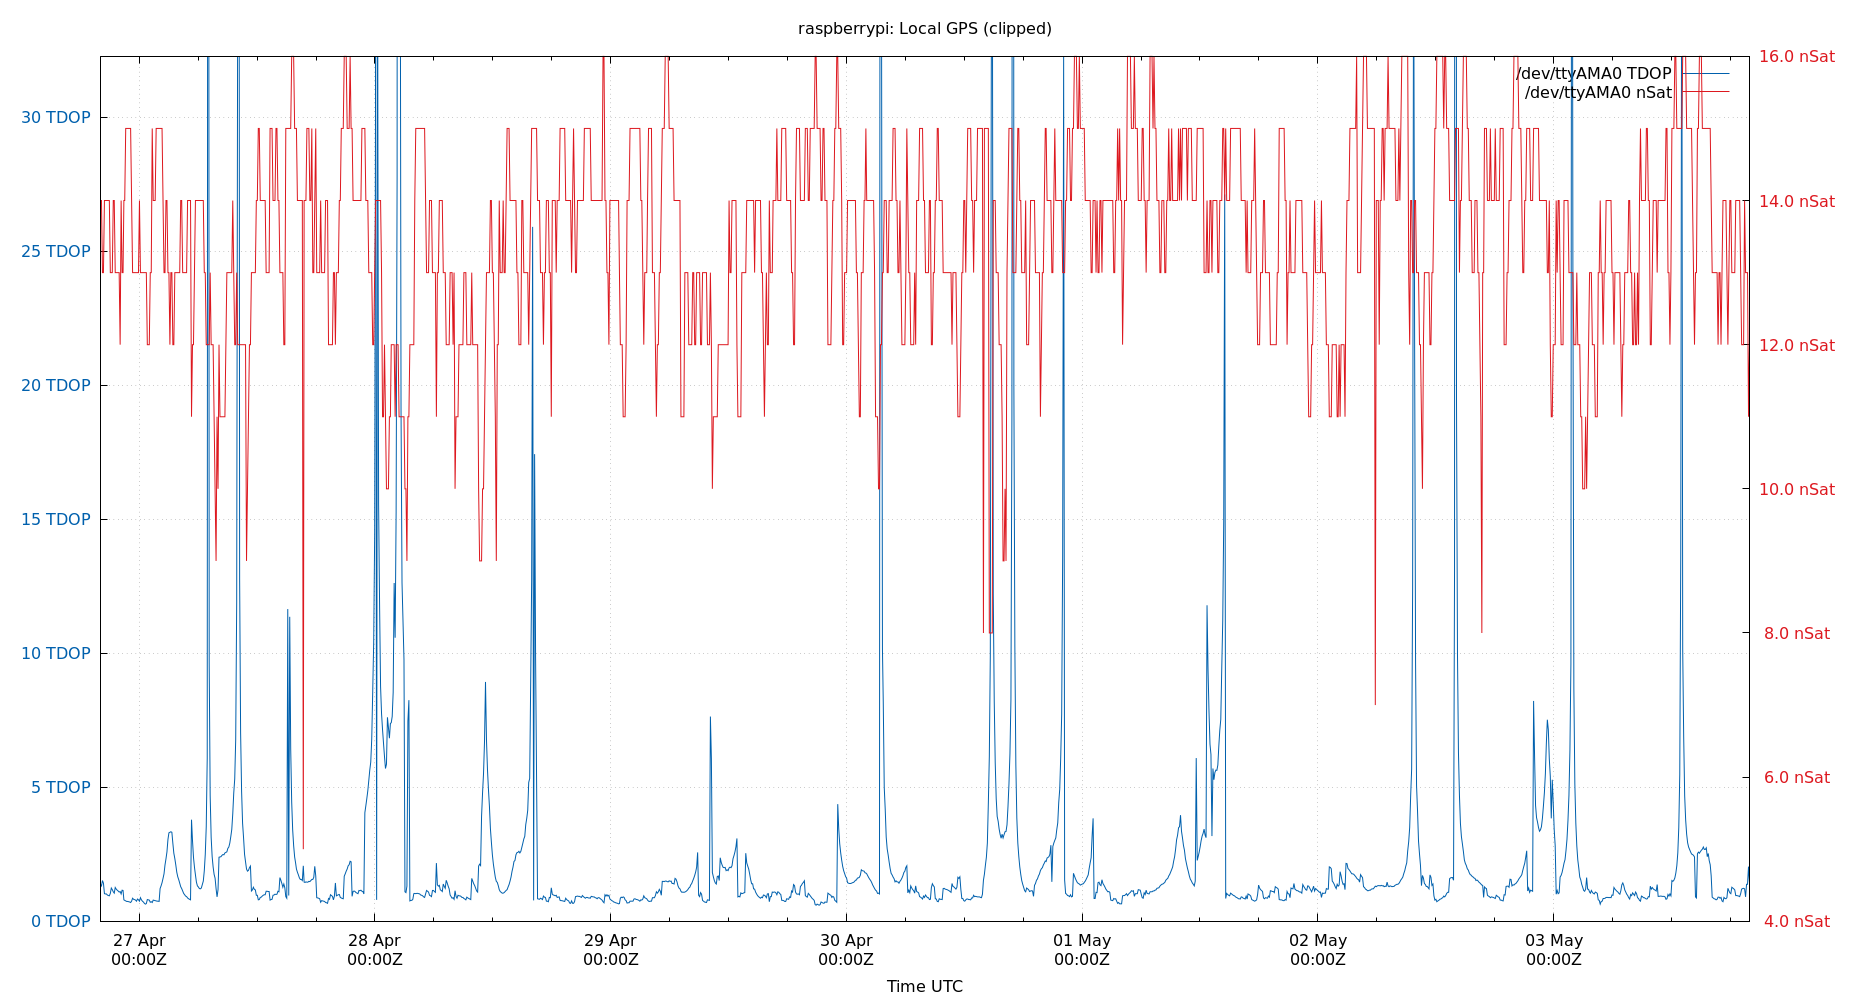 raspberrypi: Local GPS (clipped)
16.0 nSat
/dev/ttyAMA0 TDOP
/dev/ttyAMA0 nSat
30 TDOP
14.0 nSat
25 TDOP
12.0 nSat
20 TDOP
10.0 nSat
15 TDOP
8.0 nSat
10 TDOP
6.0 nSat
5 TDOP
4.0 nSat
0 TDOP
27 Apr 28 Apr 29 Apr 30 Apr 01 May 02 May 03 May
00:00Z 00:00Z 00:00Z 00:00Z 00:00Z 00:00Z 00:00Z
Time UTC